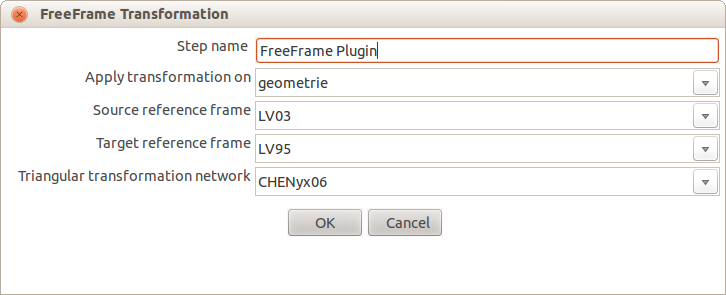 FreeFrame Transformation
Step name FreeFrame Plugin
Apply transformation on geometrie
Source reference frame LV03
Target reference frame LV95
Triangular transformation network CHENyx06
OK Cancel